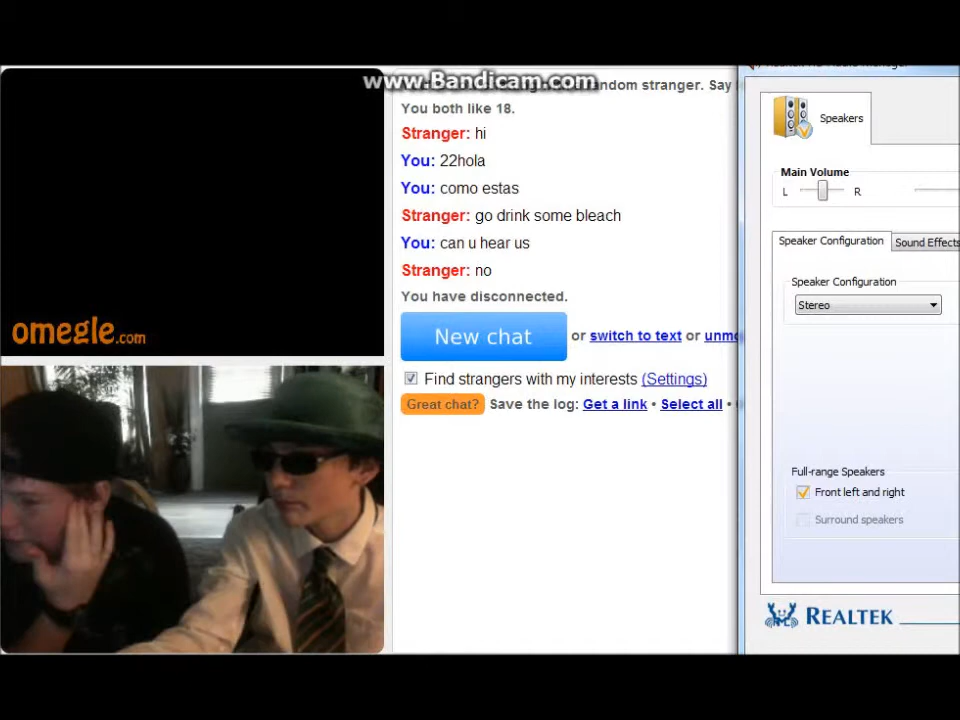 www.Bandicam.com
random stranger. Say
You both like 18.
Stranger: hi
You: 22hola
You: como estas
Stranger: go drink some bleach
You: can u hear us
Stranger: no
You have disconnected.
New chat or switch to text or unmo
Find strangers with my interests (Settings)
Great chat? Save the log: Get a link • Select all •
omegle.com
Speakers
Main Volume
L R
Speaker Configuration Sound Effects
Speaker Configuration
Stereo
Full-range Speakers
Front left and right
Surround speakers
REALTEK